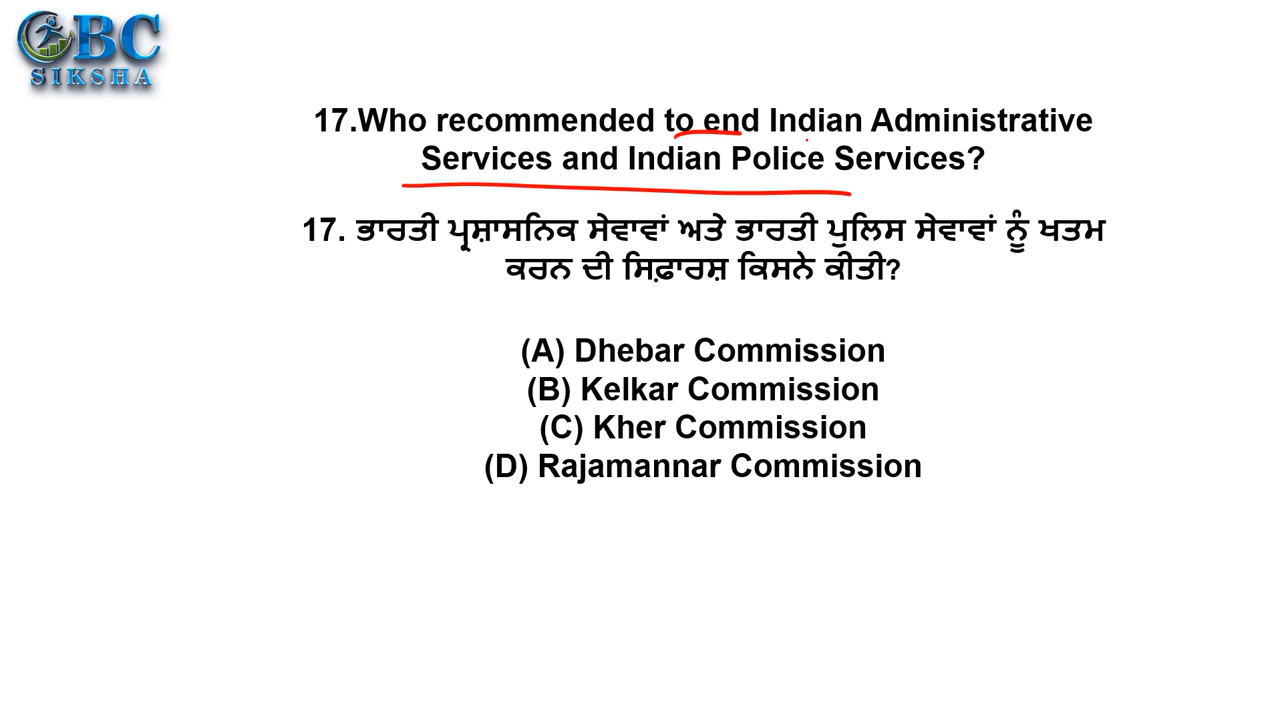 BC
SIKSHA
17.Who recommended to end Indian Administrative
Services and Indian Police Services?
17. ਭਾਰਤੀ ਪ੍ਰਸ਼ਾਸਨਿਕ ਸੇਵਾਵਾਂ ਅਤੇ ਭਾਰਤੀ ਪੁਲਿਸ ਸੇਵਾਵਾਂ ਨੂੰ ਖਤਮ
ਕਰਨ ਦੀ ਸਿਫ਼ਾਰਸ਼ ਕਿਸਨੇ ਕੀਤੀ?
(A) Dhebar Commission
(B) Kelkar Commission
(C) Kher Commission
(D) Rajamannar Commission